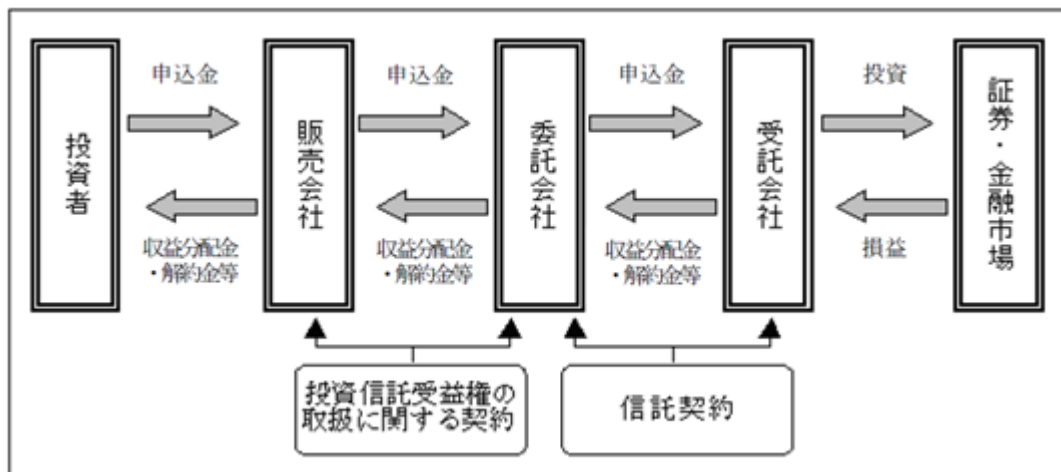 投資者
申込金
収益分配金
・解約金等
販売会社
申込金
収益分配金
・解約金等
委託会社
申込金
収益分配金
・解約金等
受託会社
投資
損益
証券・金融市場
投資信託受益権の
取扱に関する契約
信託契約